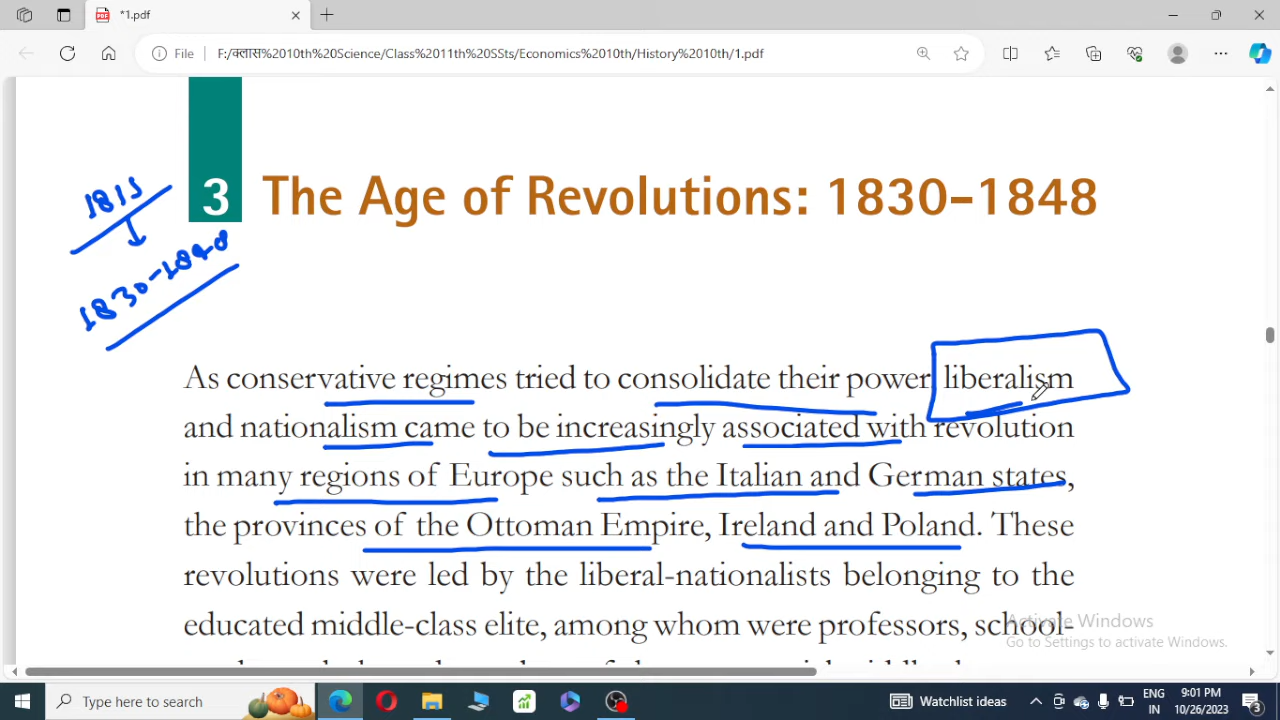 *1.pdf
File F:/क्लास%2010th%20Science/Class%2011th%20SSts/Economics%2010th/History%2010th/1.pdf
3 The Age of Revolutions: 1830–1848
1815
1830-1848
As conservative regimes tried to consolidate their power, liberalism
and nationalism came to be increasingly associated with revolution
in many regions of Europe such as the Italian and German states,
the provinces of the Ottoman Empire, Ireland and Poland. These
revolutions were led by the liberal-nationalists belonging to the
educated middle-class elite, among whom were professors, school-
Activate Windows
Go to Settings to activate Windows.
Type here to search
Watchlist ideas
ENG
IN
9:01 PM
10/26/2023
3